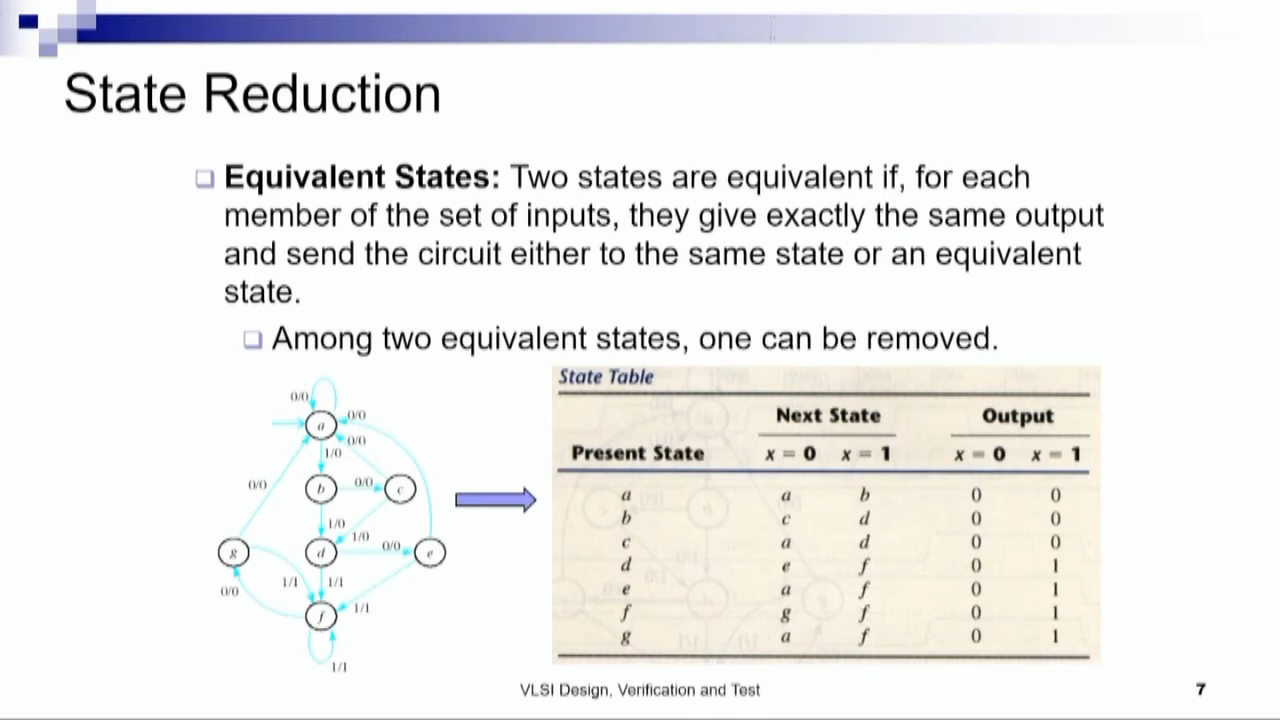 State Reduction
Equivalent States: Two states are equivalent if, for each
member of the set of inputs, they give exactly the same output
and send the circuit either to the same state or an equivalent
state.
Among two equivalent states, one can be removed.
0/0
a
0/0
0/0
1/0
b
0/0
c
0/0
1/0
1/0
g
d
0/0
e
0/0
1/1
1/1
1/1
f
1/1
State Table
Next State Output
Present State x = 0 x = 1 x = 0 x = 1
a a b 0 0
b c d 0 0
c a d 0 0
d e f 0 1
e a f 0 1
f g f 0 1
g a f 0 1
VLSI Design, Verification and Test 7